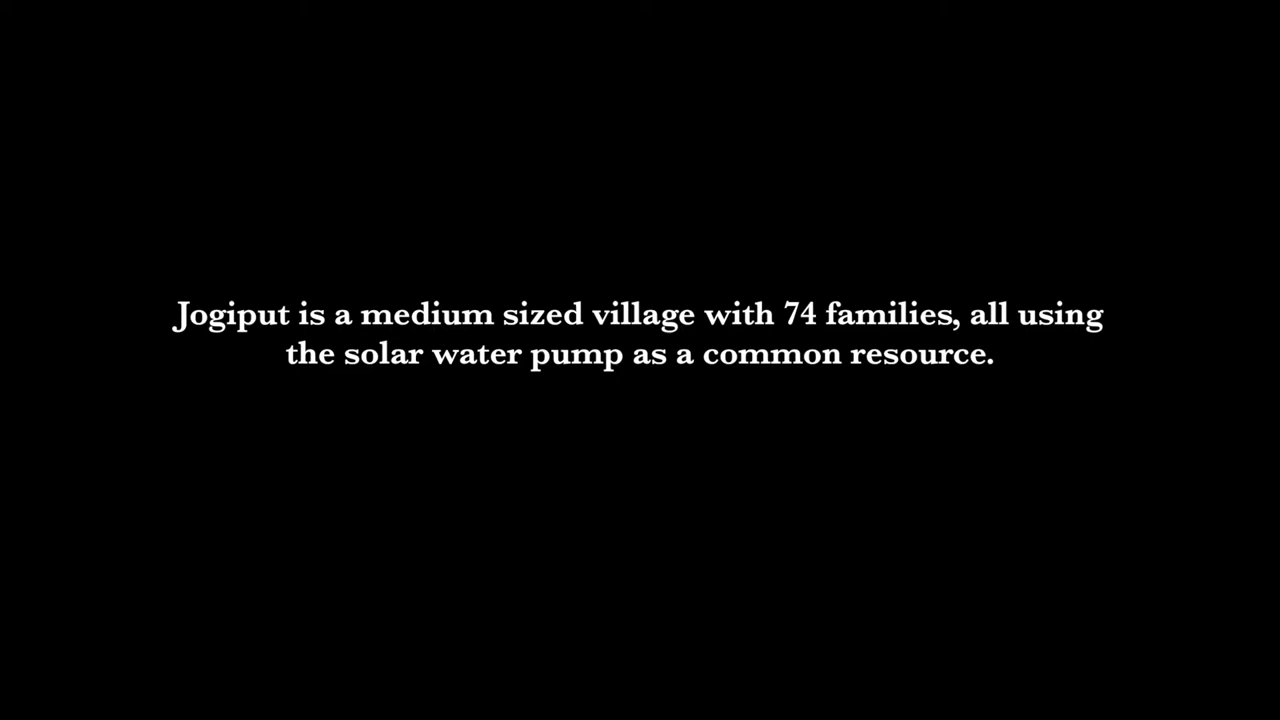 Jogiput is a medium sized village with 74 families, all using
the solar water pump as a common resource.